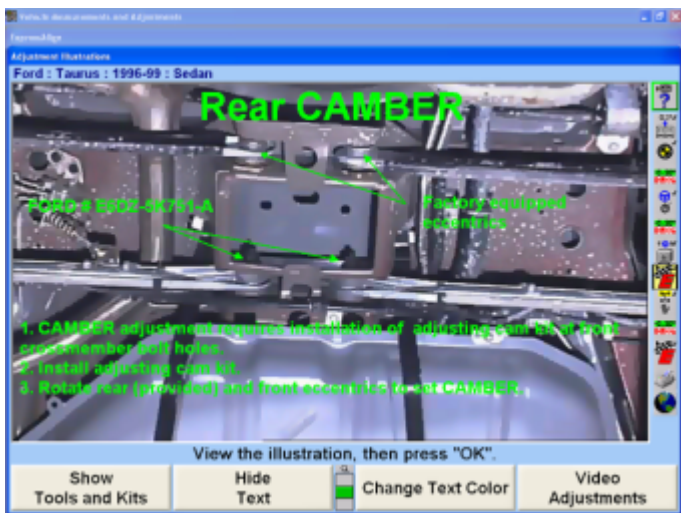 Adjustment Illustrations
Ford : Taurus : 1996-99 : Sedan
Rear CAMBER
Factory equipped
eccentrics
1. CAMBER adjustment requires installation of adjusting cam kit at front
crossmember bolt holes.
2. Install adjusting cam kit.
3. Rotate rear (provided) and front eccentrics to set CAMBER.
View the illustration, then press "OK".
Show
Tools and Kits
Hide
Text
Change Text Color
Video
Adjustments